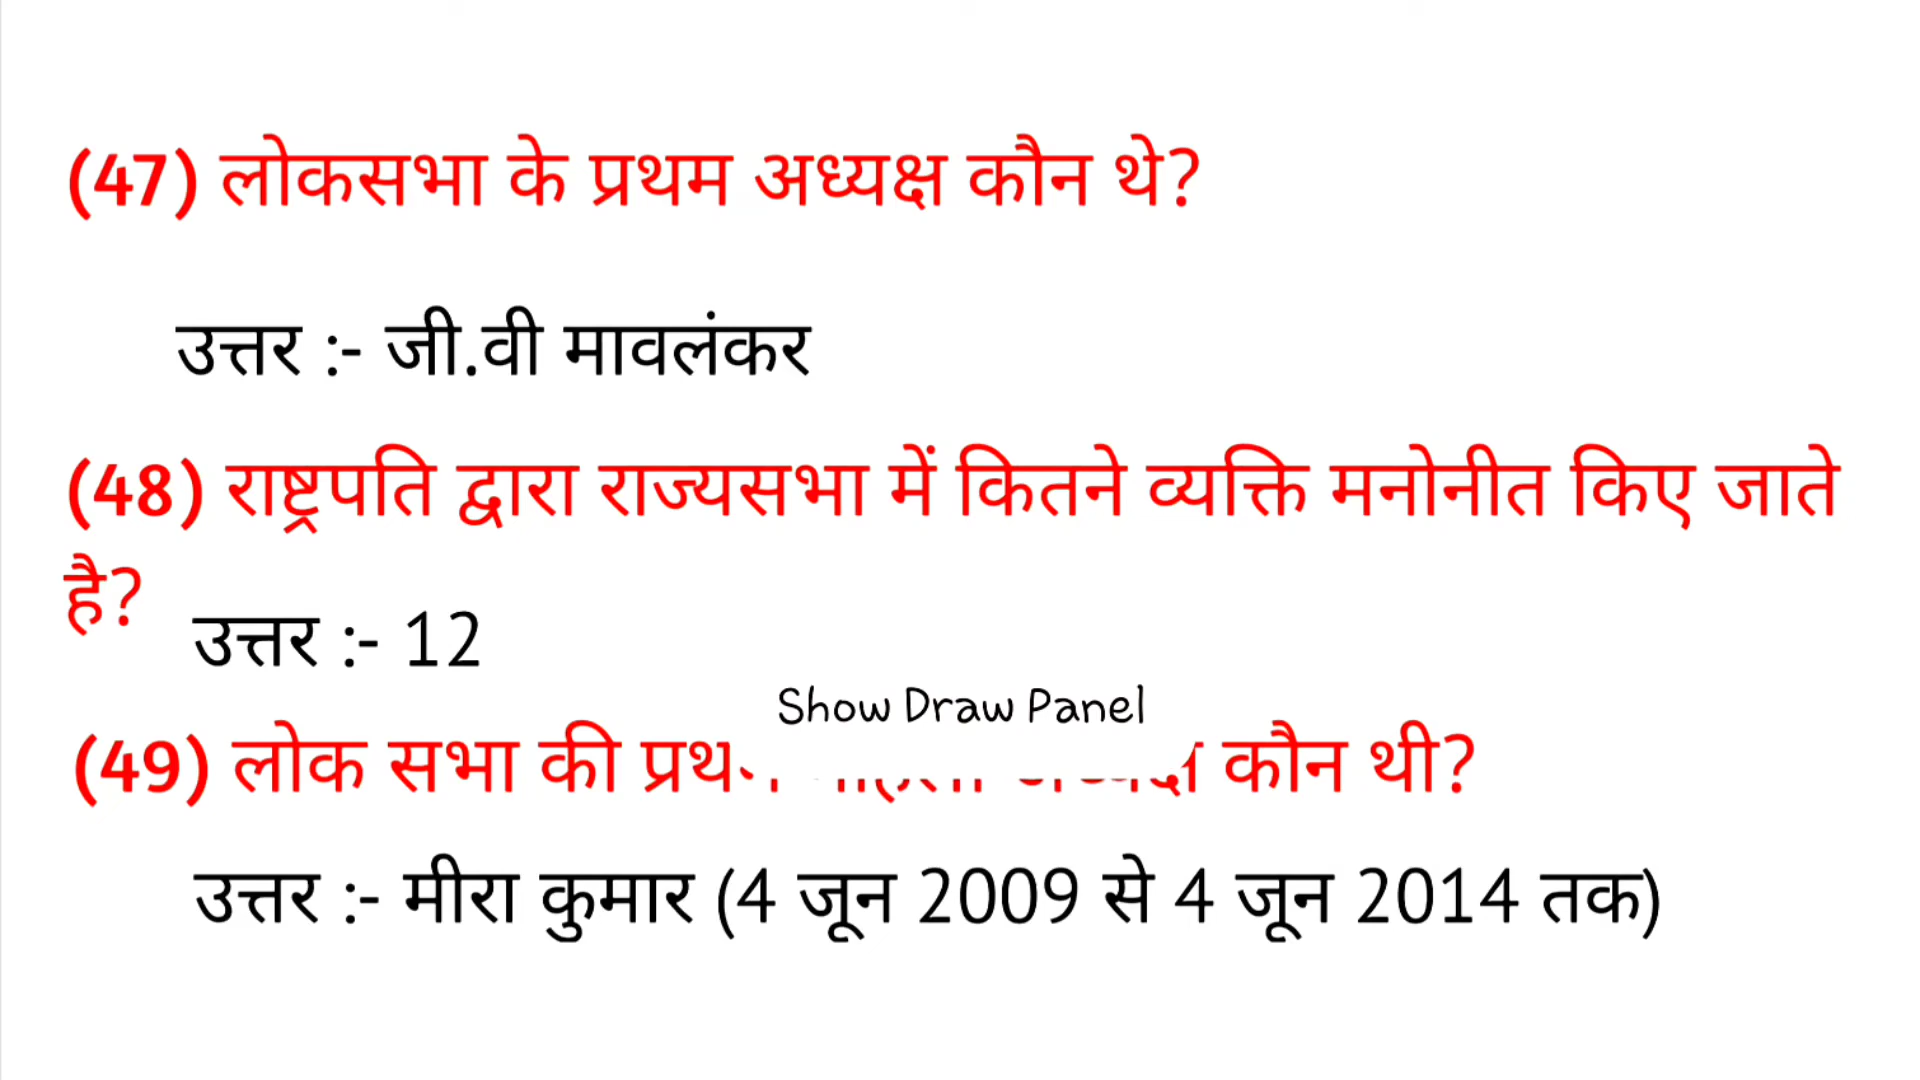 (47) लोकसभा के प्रथम अध्यक्ष कौन थे?
उत्तर :- जी.वी मावलंकर
(48) राष्ट्रपति द्वारा राज्यसभा में कितने व्यक्ति मनोनीत किए जाते
है?
उत्तर :- 12
Show Draw Panel
(49) लोक सभा की कौन थी?
उत्तर :- मीरा कुमार (4 जून 2009 से 4 जून 2014 तक)